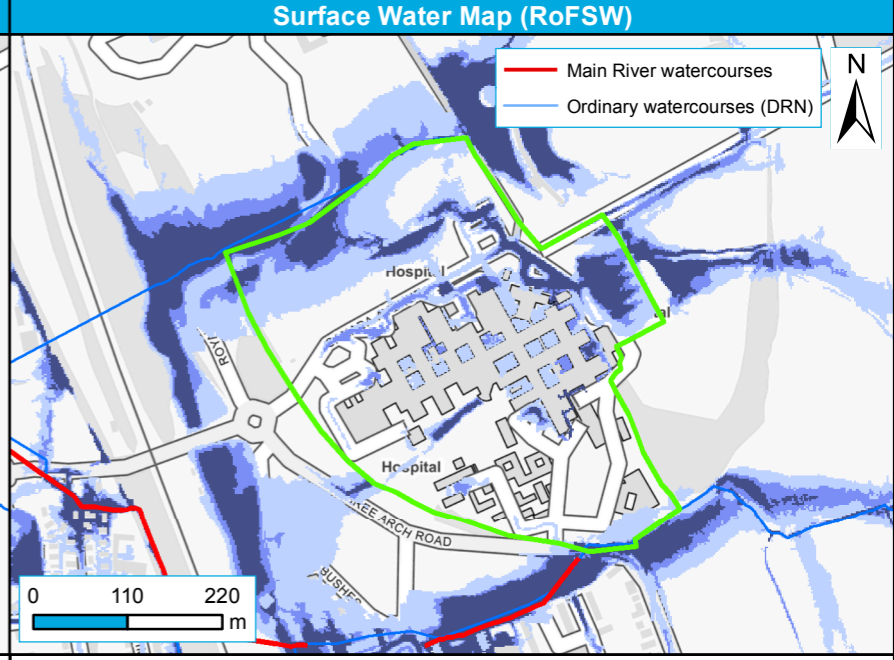 Surface Water Map (RoFSW)
Main River watercourses
Ordinary watercourses (DRN)
N
Hospital
ROY
Hospital
REE ARCH ROAD
BUSHE
0 110 220
m